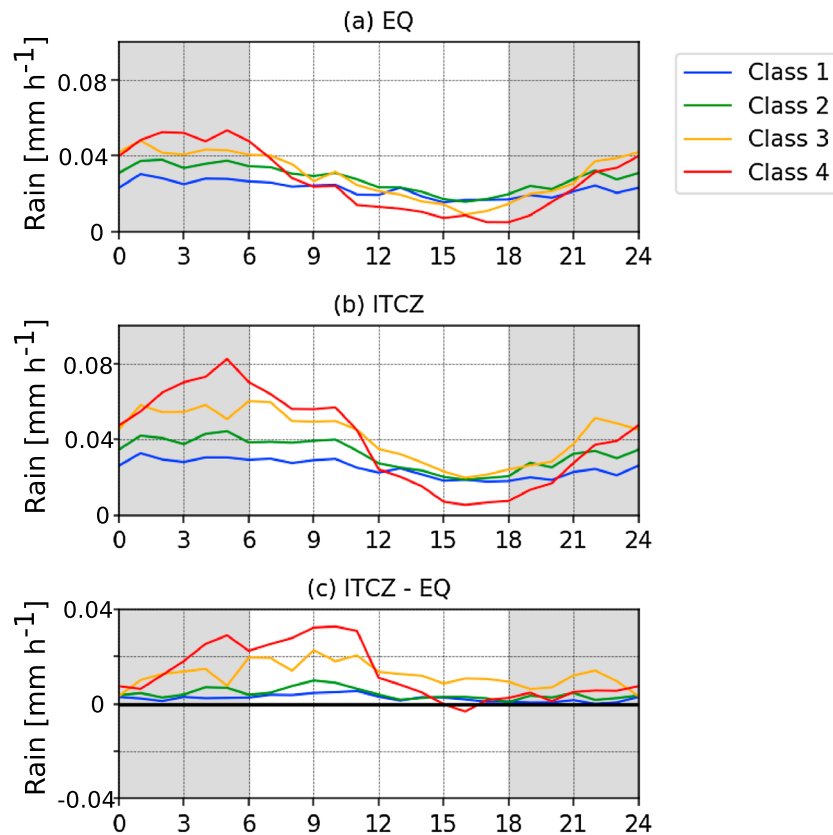 (a) EQ
Rain [mm h⁻¹]
0.08
0.04
0
0 3 6 9 12 15 18 21 24
Class 1
Class 2
Class 3
Class 4
(b) ITCZ
Rain [mm h⁻¹]
0.08
0.04
0
0 3 6 9 12 15 18 21 24
(c) ITCZ - EQ
Rain [mm h⁻¹]
0.04
0
-0.04
0 3 6 9 12 15 18 21 24